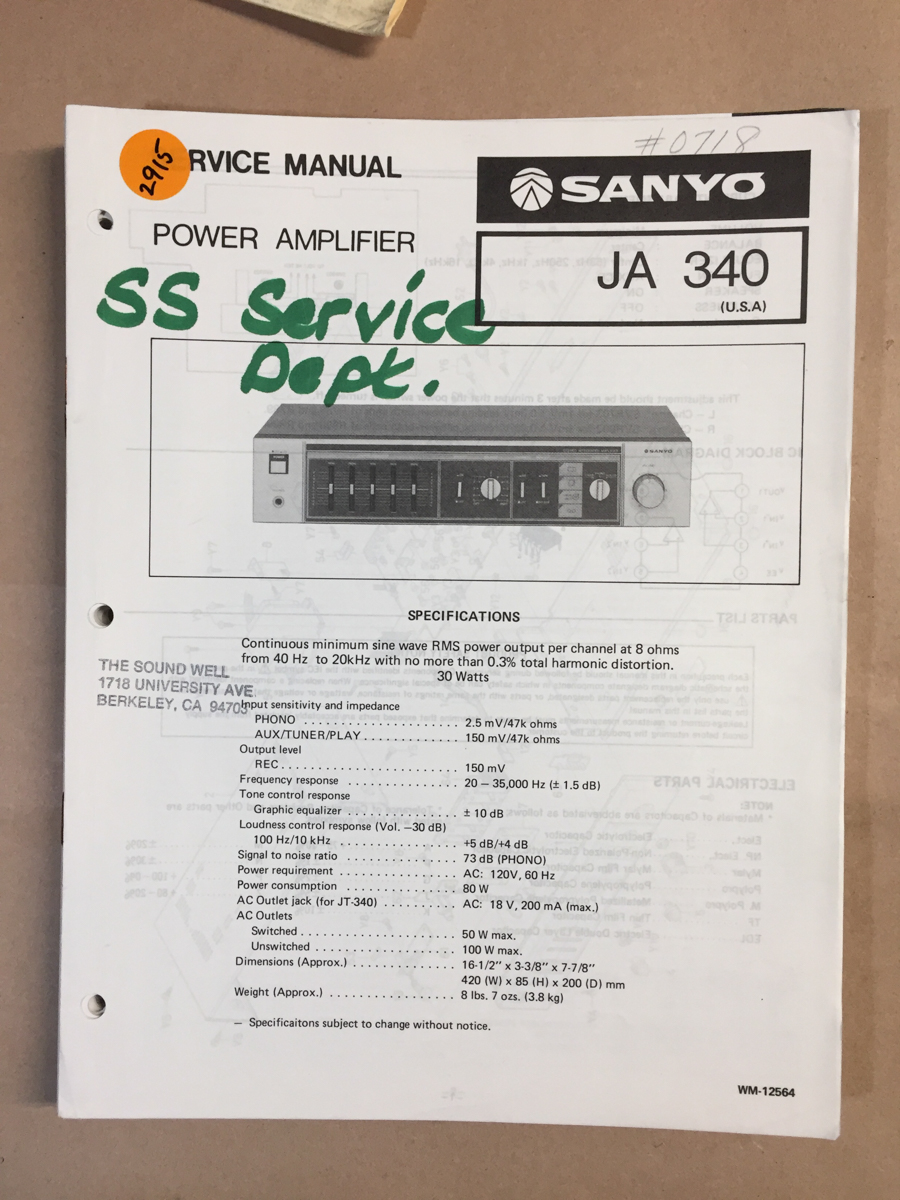 #0718
2915
RVICE MANUAL
SANYO
POWER AMPLIFIER
JA 340
(U.S.A)
SS Service
Dept.
SANYO
SPECIFICATIONS
Continuous minimum sine wave RMS power output per channel at 8 ohms
from 40 Hz to 20kHz with no more than 0.3% total harmonic distortion.
30 Watts
THE SOUND WELL
1718 UNIVERSITY AVE
BERKELEY, CA 94703
Input sensitivity and impedance
PHONO . . . . . . . . . . . . . . . . . . . . . 2.5 mV/47k ohms
AUX/TUNER/PLAY . . . . . . . . . . . . . 150 mV/47k ohms
Output level
REC . . . . . . . . . . . . . . . . . . . . . . . . 150 mV
Frequency response . . . . . . . . . . . . . . 20 – 35,000 Hz (± 1.5 dB)
Tone control response
Graphic equalizer . . . . . . . . . . . . . . . ± 10 dB
Loudness control response (Vol. –30 dB)
100 Hz/10 kHz . . . . . . . . . . . . . . . . +5 dB/+4 dB
Signal to noise ratio . . . . . . . . . . . . . . 73 dB (PHONO)
Power requirement . . . . . . . . . . . . . . . AC: 120V, 60 Hz
Power consumption . . . . . . . . . . . . . . 80 W
AC Outlet jack (for JT-340) . . . . . . . . . . AC: 18 V, 200 mA (max.)
AC Outlets
Switched . . . . . . . . . . . . . . . . . . . . . 50 W max.
Unswitched . . . . . . . . . . . . . . . . . . . 100 W max.
Dimensions (Approx.) . . . . . . . . . . . . . 16-1/2" x 3-3/8" x 7-7/8"
420 (W) x 85 (H) x 200 (D) mm
Weight (Approx.) . . . . . . . . . . . . . . . . 8 lbs. 7 ozs. (3.8 kg)
— Specificaitons subject to change without notice.
WM-12564